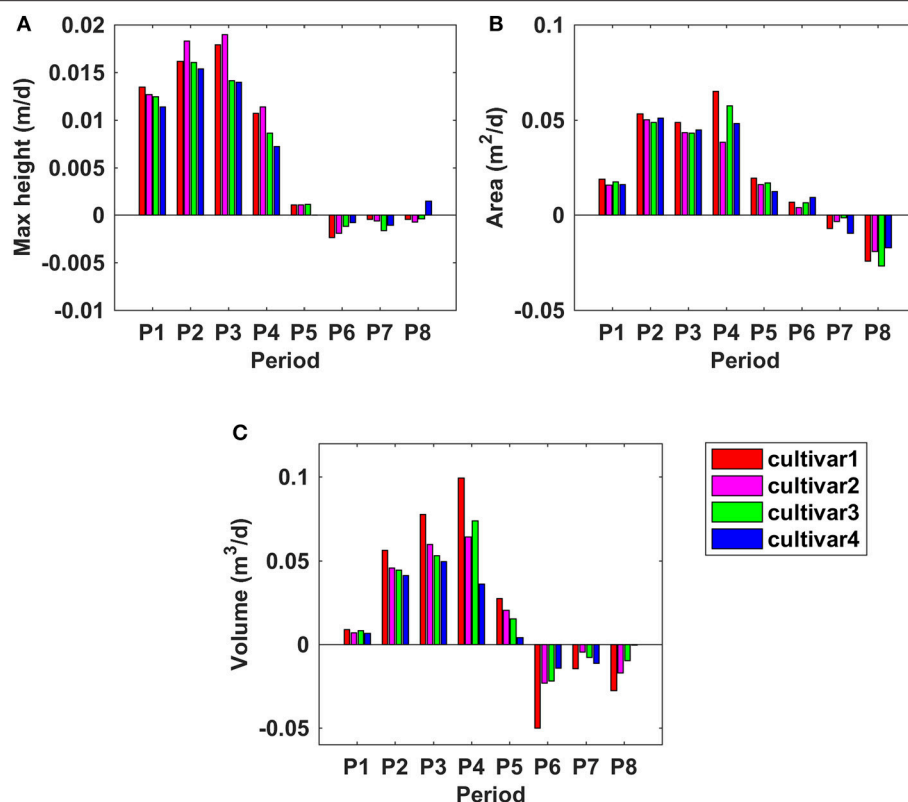 A
0.02
0.015
0.01
0.005
0
-0.005
-0.01
Max height (m/d)
P1 P2 P3 P4 P5 P6 P7 P8
Period
B
0.1
0.05
0
-0.05
Area (m²/d)
P1 P2 P3 P4 P5 P6 P7 P8
Period
C
0.1
0.05
0
-0.05
Volume (m³/d)
P1 P2 P3 P4 P5 P6 P7 P8
Period
cultivar1
cultivar2
cultivar3
cultivar4